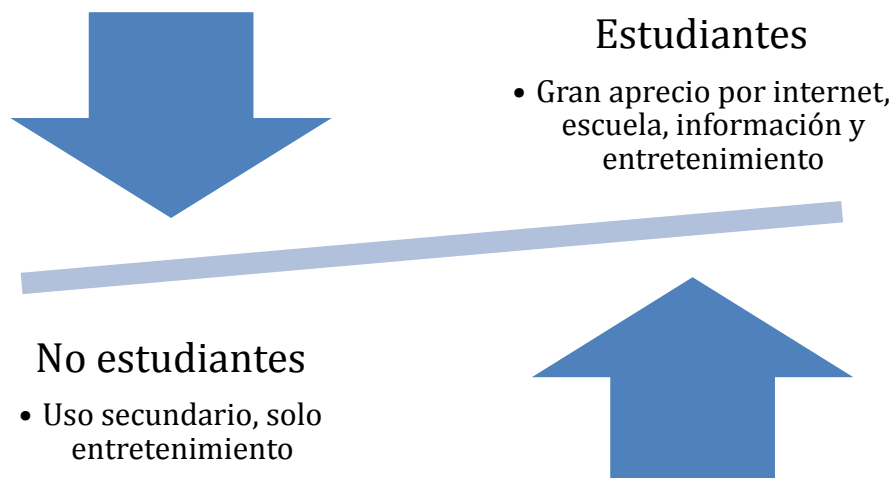 Estudiantes
• Gran aprecio por internet,
escuela, información y
entretenimiento
No estudiantes
• Uso secundario, solo
entretenimiento